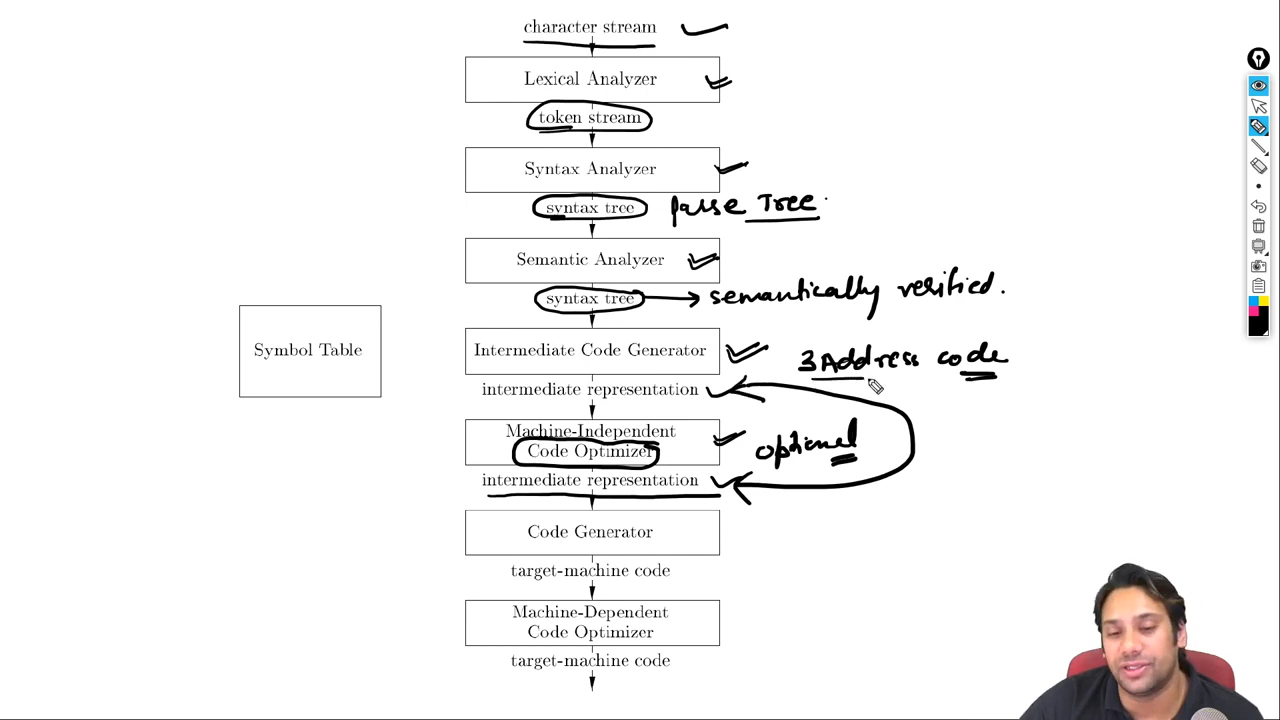 character stream
Lexical Analyzer
token stream
Syntax Analyzer
syntax tree Parse Tree.
Semantic Analyzer
syntax tree semantically verified.
Symbol Table
Intermediate Code Generator
3 Address code
intermediate representation
Machine-Independent
Code Optimizer
optional
intermediate representation
Code Generator
target-machine code
Machine-Dependent
Code Optimizer
target-machine code